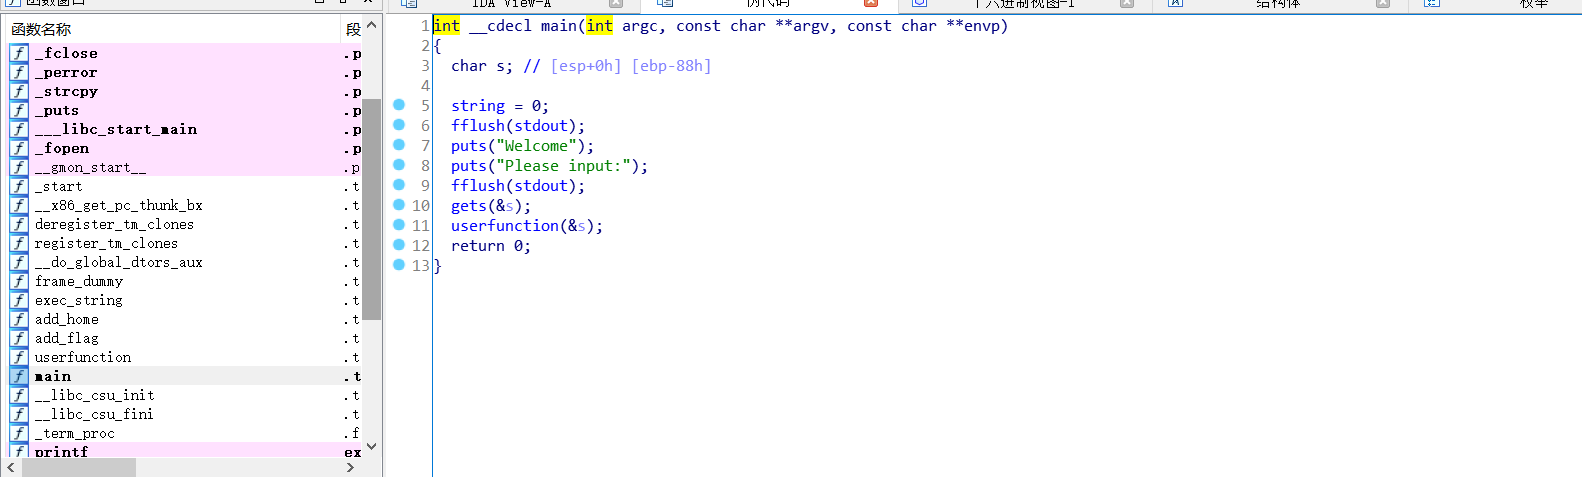 函数窗口
IDA View-A
伪代码
十六进制视图-1
结构体
枚举
函数名称 段
_fclose .p
_perror .p
_strcpy .p
_puts .p
___libc_start_main .p
_fopen .p
__gmon_start__ .p
_start .t
__x86_get_pc_thunk_bx .t
deregister_tm_clones .t
register_tm_clones .t
__do_global_dtors_aux .t
frame_dummy .t
exec_string .t
add_home .t
add_flag .t
userfunction .t
main .t
__libc_csu_init .t
__libc_csu_fini .t
_term_proc .f
printf ex
1 int __cdecl main(int argc, const char **argv, const char **envp)
2 {
3 char s; // [esp+0h] [ebp-88h]
4
5 string = 0;
6 fflush(stdout);
7 puts("Welcome");
8 puts("Please input:");
9 fflush(stdout);
10 gets(&s);
11 userfunction(&s);
12 return 0;
13 }